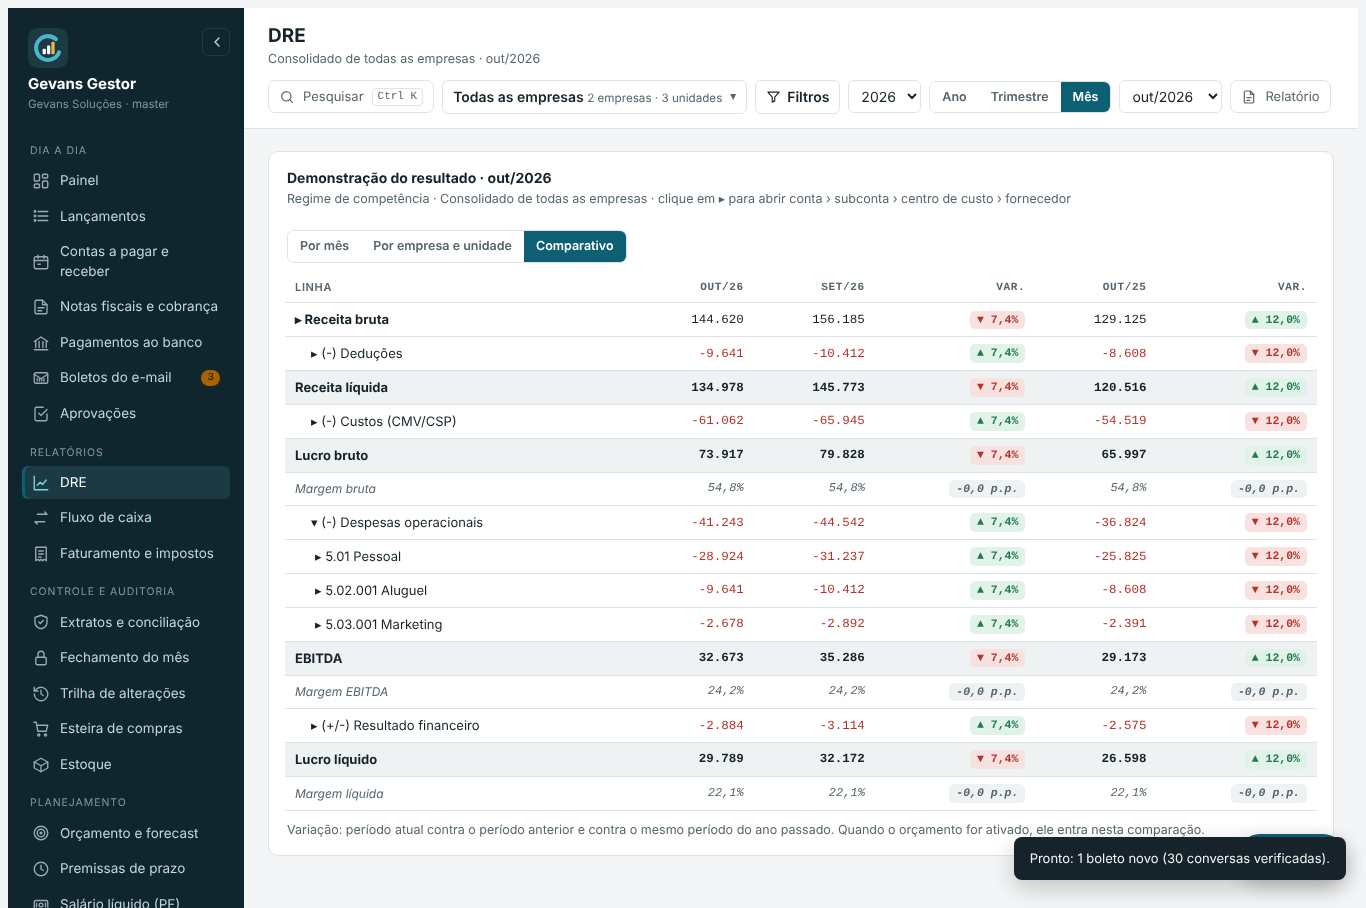 Gevans Gestor
Gevans Soluções · master
DIA A DIA
Painel
Lançamentos
Contas a pagar e
receber
Notas fiscais e cobrança
Pagamentos ao banco
Boletos do e-mail 3
Aprovações
RELATÓRIOS
DRE
Fluxo de caixa
Faturamento e impostos
CONTROLE E AUDITORIA
Extratos e conciliação
Fechamento do mês
Trilha de alterações
Esteira de compras
Estoque
PLANEJAMENTO
Orçamento e forecast
Premissas de prazo
Salário líquido (PF)
DRE
Consolidado de todas as empresas · out/2026
Pesquisar Ctrl K Todas as empresas 2 empresas · 3 unidades ▾ Filtros 2026 Ano Trimestre Mês out/2026 Relatório
Demonstração do resultado · out/2026
Regime de competência · Consolidado de todas as empresas · clique em ▸ para abrir conta › subconta › centro de custo › fornecedor
Por mês Por empresa e unidade Comparativo
LINHA OUT/26 SET/26 VAR. OUT/25 VAR.
▸ Receita bruta 144.620 156.185 ▼ 7,4% 129.125 ▲ 12,0%
▸ (-) Deduções -9.641 -10.412 ▲ 7,4% -8.608 ▼ 12,0%
Receita líquida 134.978 145.773 ▼ 7,4% 120.516 ▲ 12,0%
▸ (-) Custos (CMV/CSP) -61.062 -65.945 ▲ 7,4% -54.519 ▼ 12,0%
Lucro bruto 73.917 79.828 ▼ 7,4% 65.997 ▲ 12,0%
Margem bruta 54,8% 54,8% -0,0 p.p. 54,8% -0,0 p.p.
▾ (-) Despesas operacionais -41.243 -44.542 ▲ 7,4% -36.824 ▼ 12,0%
▸ 5.01 Pessoal -28.924 -31.237 ▲ 7,4% -25.825 ▼ 12,0%
▸ 5.02.001 Aluguel -9.641 -10.412 ▲ 7,4% -8.608 ▼ 12,0%
▸ 5.03.001 Marketing -2.678 -2.892 ▲ 7,4% -2.391 ▼ 12,0%
EBITDA 32.673 35.286 ▼ 7,4% 29.173 ▲ 12,0%
Margem EBITDA 24,2% 24,2% -0,0 p.p. 24,2% -0,0 p.p.
▸ (+/-) Resultado financeiro -2.884 -3.114 ▲ 7,4% -2.575 ▼ 12,0%
Lucro líquido 29.789 32.172 ▼ 7,4% 26.598 ▲ 12,0%
Margem líquida 22,1% 22,1% -0,0 p.p. 22,1% -0,0 p.p.
Variação: período atual contra o período anterior e contra o mesmo período do ano passado. Quando o orçamento for ativado, ele entra nesta comparação.
Pronto: 1 boleto novo (30 conversas verificadas).